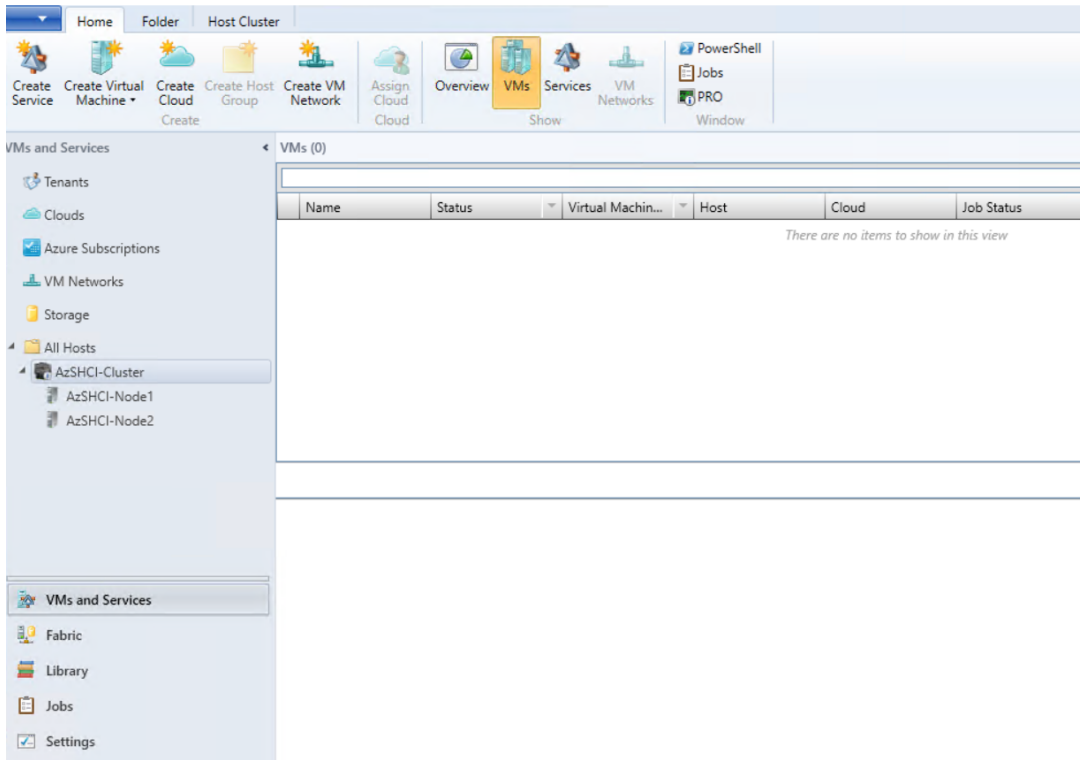 Home Folder Host Cluster
Create Service
Create Virtual Machine
Create Cloud
Create Host Group
Create VM Network
Create
Assign Cloud
Cloud
Overview
VMs
Services
VM Networks
Show
PowerShell
Jobs
PRO
Window
VMs and Services
Tenants
Clouds
Azure Subscriptions
VM Networks
Storage
All Hosts
AzSHCI-Cluster
AzSHCI-Node1
AzSHCI-Node2
VMs and Services
Fabric
Library
Jobs
Settings
VMs (0)
Name Status Virtual Machin... Host Cloud Job Status
There are no items to show in this view